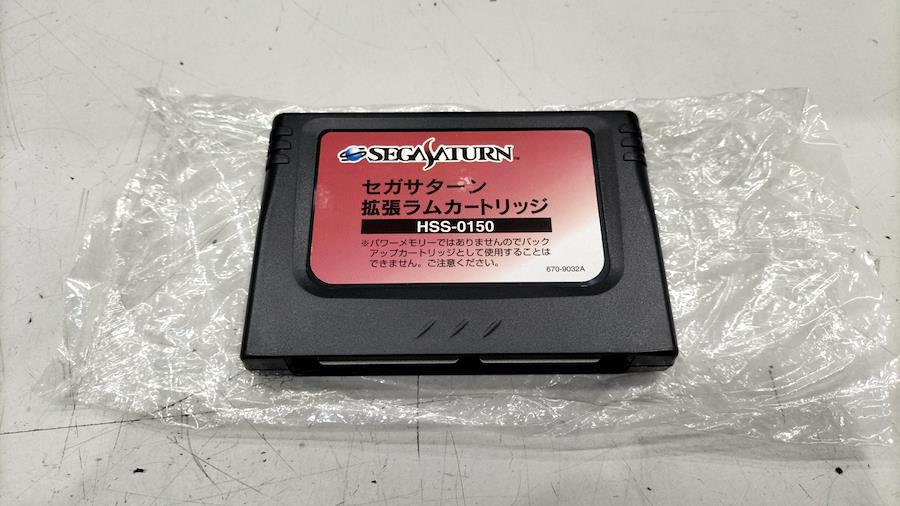 SEGASATURN™
セガサターン
拡張ラムカートリッジ
HSS-0150
※パワーメモリーではありませんのでバック
アップカートリッジとして使用することは
できません。ご注意ください。
670-9032A